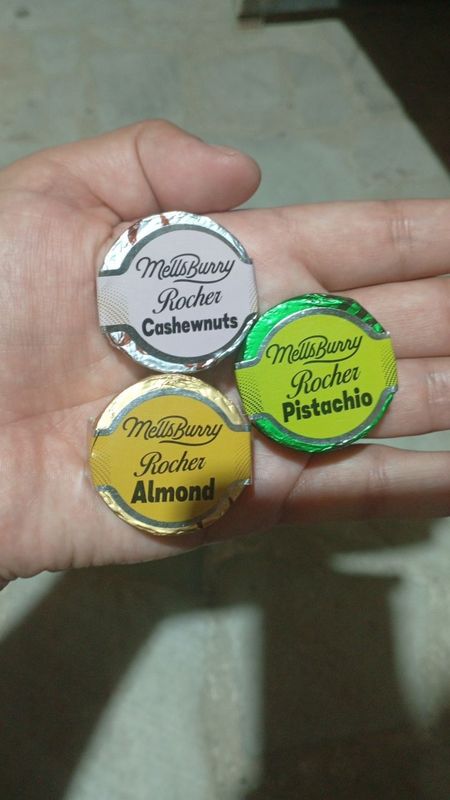 MellsBurry
Rocher
Cashewnuts
MellsBurry
Rocher
Pistachio
MellsBurry
Rocher
Almond